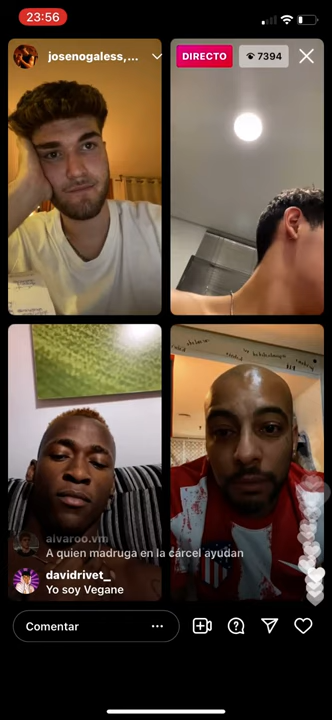 23:56
josenogaless,...
DIRECTO
7394
alvaroo.vm
A quien madruga en la cárcel ayudan
davidrivet_
Yo soy Vegane
Comentar